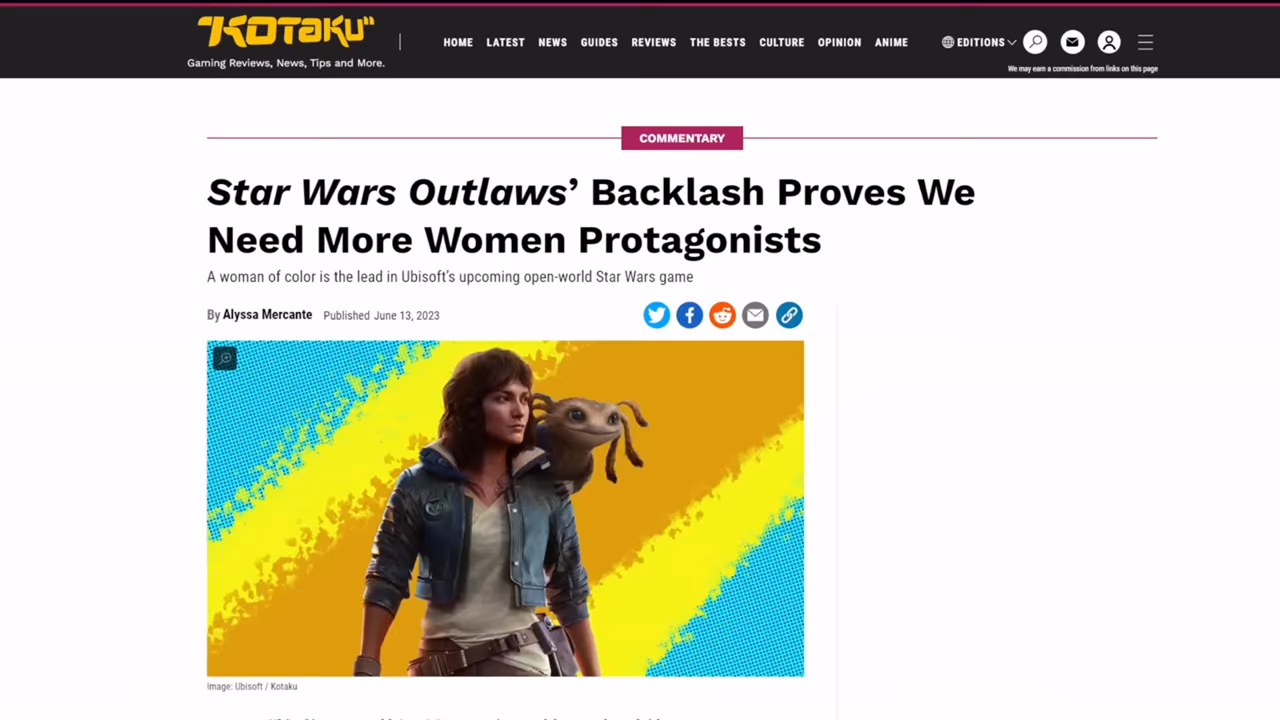 KOTAKU
Gaming Reviews, News, Tips and More.
HOME LATEST NEWS GUIDES REVIEWS THE BESTS CULTURE OPINION ANIME EDITIONS
We may earn a commission from links on this page
COMMENTARY
Star Wars Outlaws’ Backlash Proves We
Need More Women Protagonists
A woman of color is the lead in Ubisoft’s upcoming open-world Star Wars game
By Alyssa Mercante Published June 13, 2023
Image: Ubisoft / Kotaku